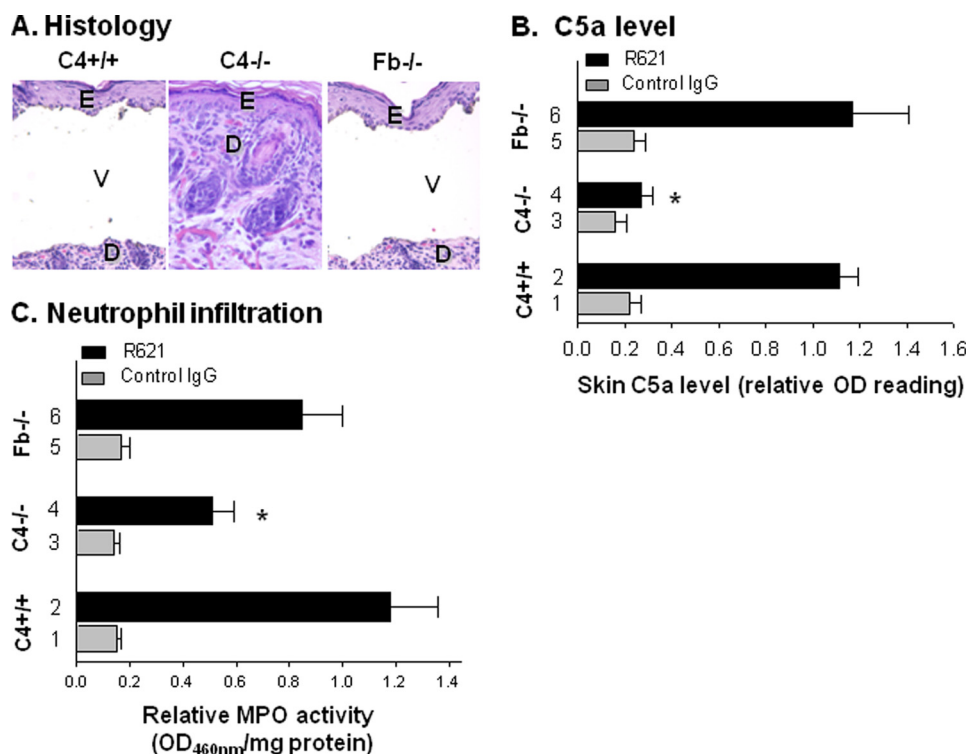 A. Histology
C4+/+ C4-/- Fb-/-
E E E
D
V V
D D
B. C5a level
R621
Control IgG
Fb-/- 6
5
C4-/- 4 *
3
C4+/+ 2
1
0.0 0.2 0.4 0.6 0.8 1.0 1.2 1.4 1.6
Skin C5a level (relative OD reading)
C. Neutrophil infiltration
R621
Control IgG
Fb-/- 6
5
C4-/- 4 *
3
C4+/+ 2
1
0.0 0.2 0.4 0.6 0.8 1.0 1.2 1.4
Relative MPO activity
(OD460nm/mg protein)